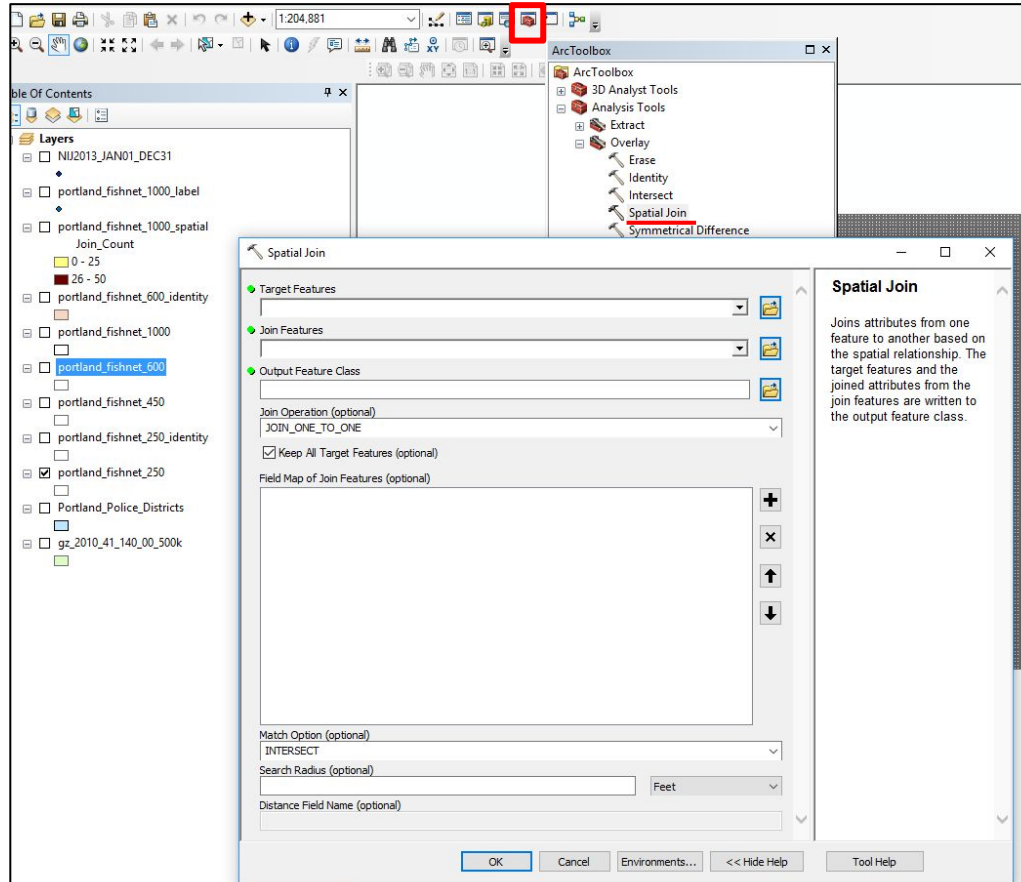 1:204,881
ArcToolbox
ArcToolbox
3D Analyst Tools
Analysis Tools
Extract
Overlay
Erase
Identity
Intersect
Spatial Join
Symmetrical Difference
ble Of Contents
Layers
NIJ2013_JAN01_DEC31
portland_fishnet_1000_label
portland_fishnet_1000_spatial
Join_Count
0 - 25
26 - 50
portland_fishnet_600_identity
portland_fishnet_1000
portland_fishnet_600
portland_fishnet_450
portland_fishnet_250_identity
portland_fishnet_250
Portland_Police_Districts
gz_2010_41_140_00_500k
Spatial Join
Target Features
Join Features
Output Feature Class
Join Operation (optional)
JOIN_ONE_TO_ONE
Keep All Target Features (optional)
Field Map of Join Features (optional)
Match Option (optional)
INTERSECT
Search Radius (optional)
Feet
Distance Field Name (optional)
OK
Cancel
Environments...
<< Hide Help
Tool Help
Spatial Join
Joins attributes from one
feature to another based on
the spatial relationship. The
target features and the
joined attributes from the
join features are written to
the output feature class.